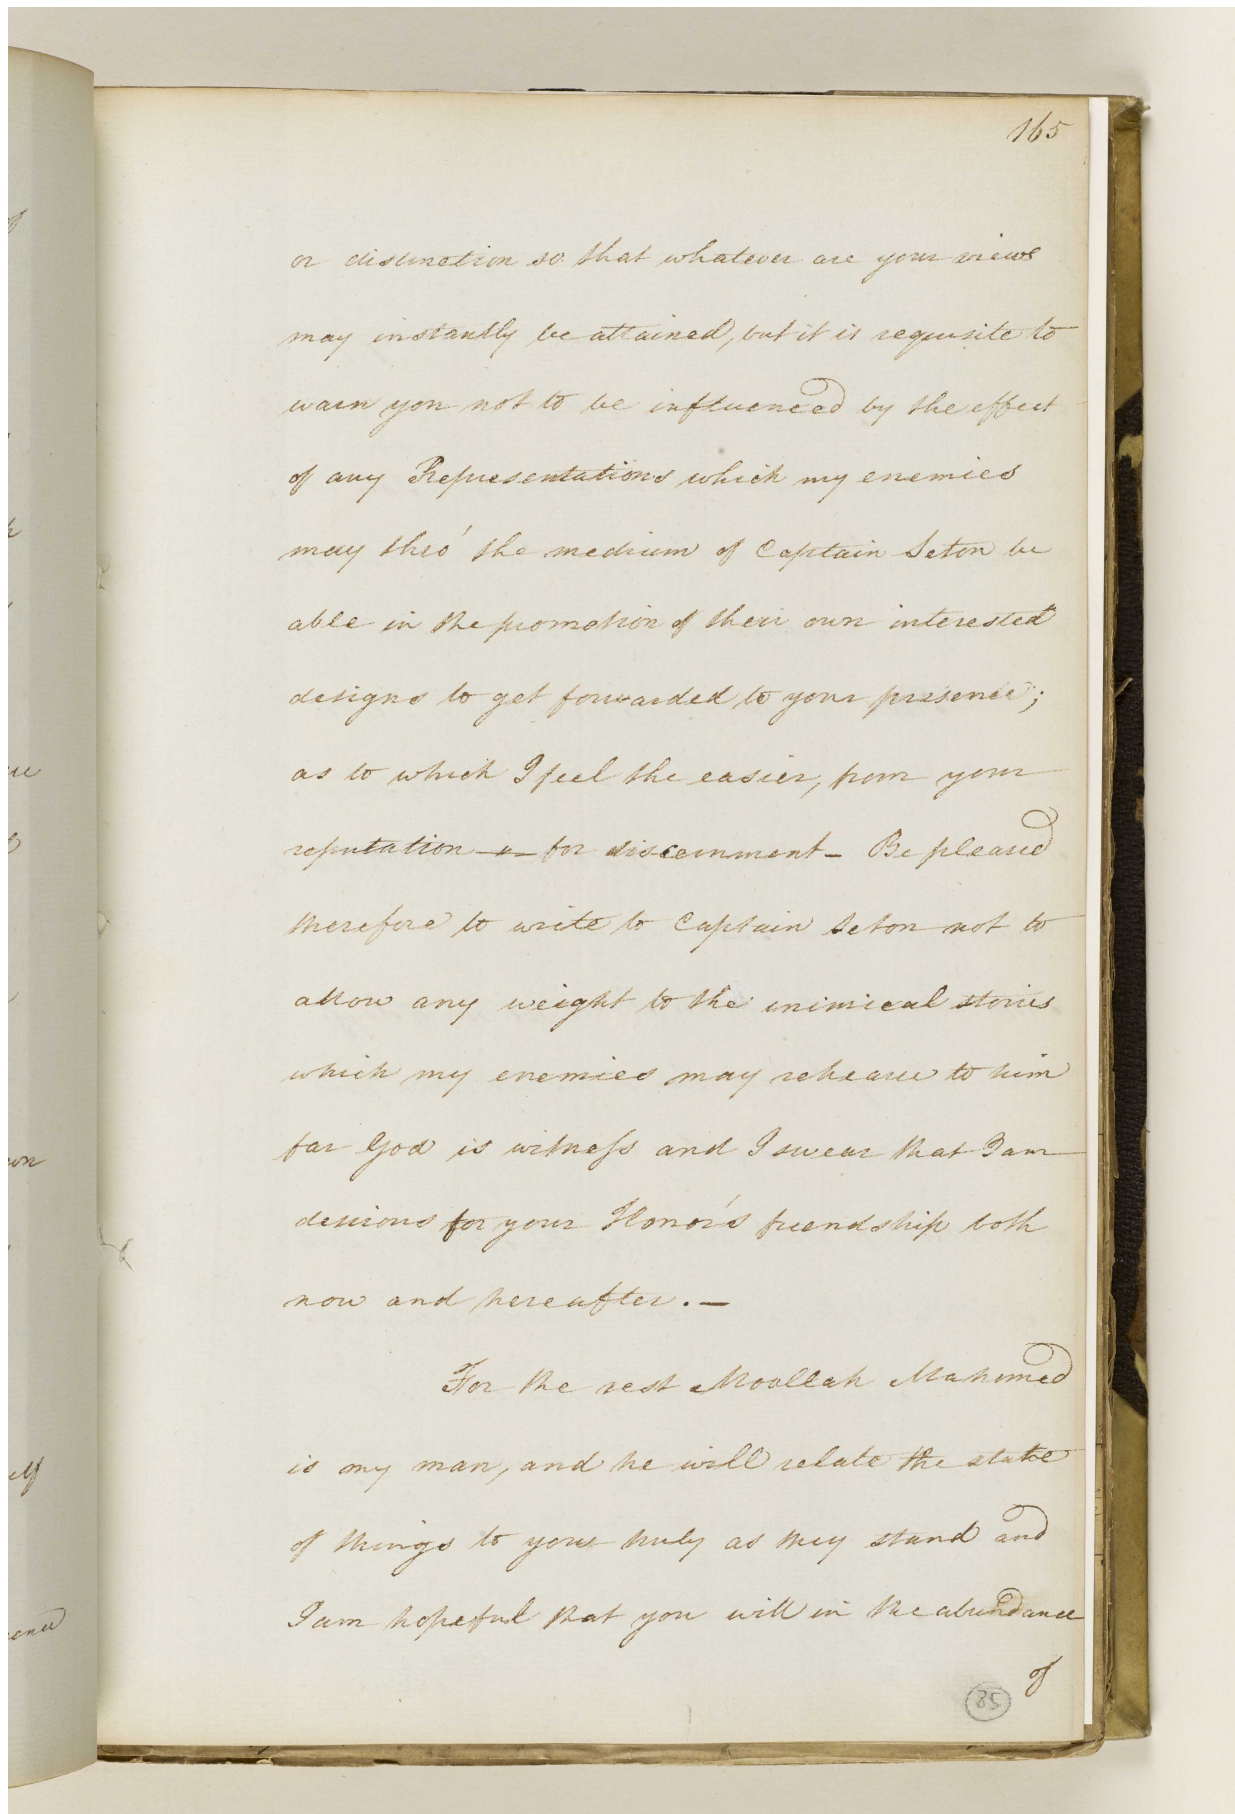 165
or distinction so that whatever are your views
may instantly be attained, but it is requisite to
warn you not to be influenced by the effect
of any Representations which my enemies
may thro' the medium of Captain Seton be
able in the promotion of their own interested
designs to get forwarded to your presence;
as to which I feel the easier, from your
reputation — for discernment — Be pleased
therefore to write to Captain Seton not to
allow any weight to the inimical stories
which my enemies may rehearse to him
for God is witness and I swear that I am
desirous for your Honor's friendship both
now and hereafter. —
For the rest Moollah Mahomed
is my man, and he will relate the state
of things to you truly as they stand and
I am hopeful that you will in the abundance
of
85